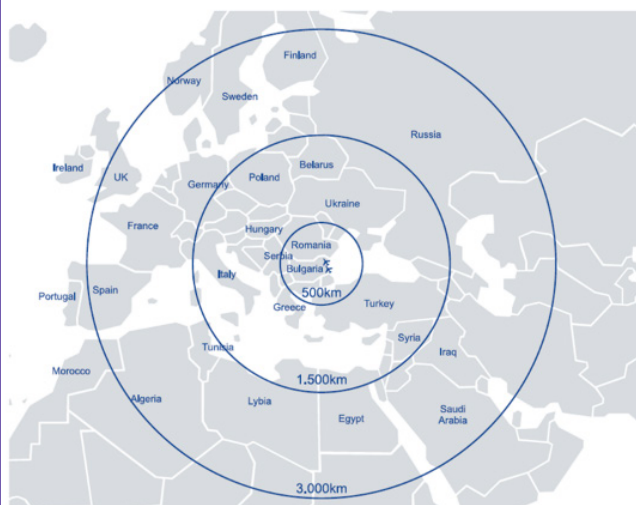 Finland
Norway
Sweden
Russia
Ireland
UK
Belarus
Germany
Poland
Ukraine
France
Hungary
Romania
Serbia
Bulgaria
Italy
Portugal
Spain
500km
Greece
Turkey
Syria
Tunisia
Iraq
Morocco
1.500km
Algeria
Lybia
Egypt
Saudi
Arabia
3.000km